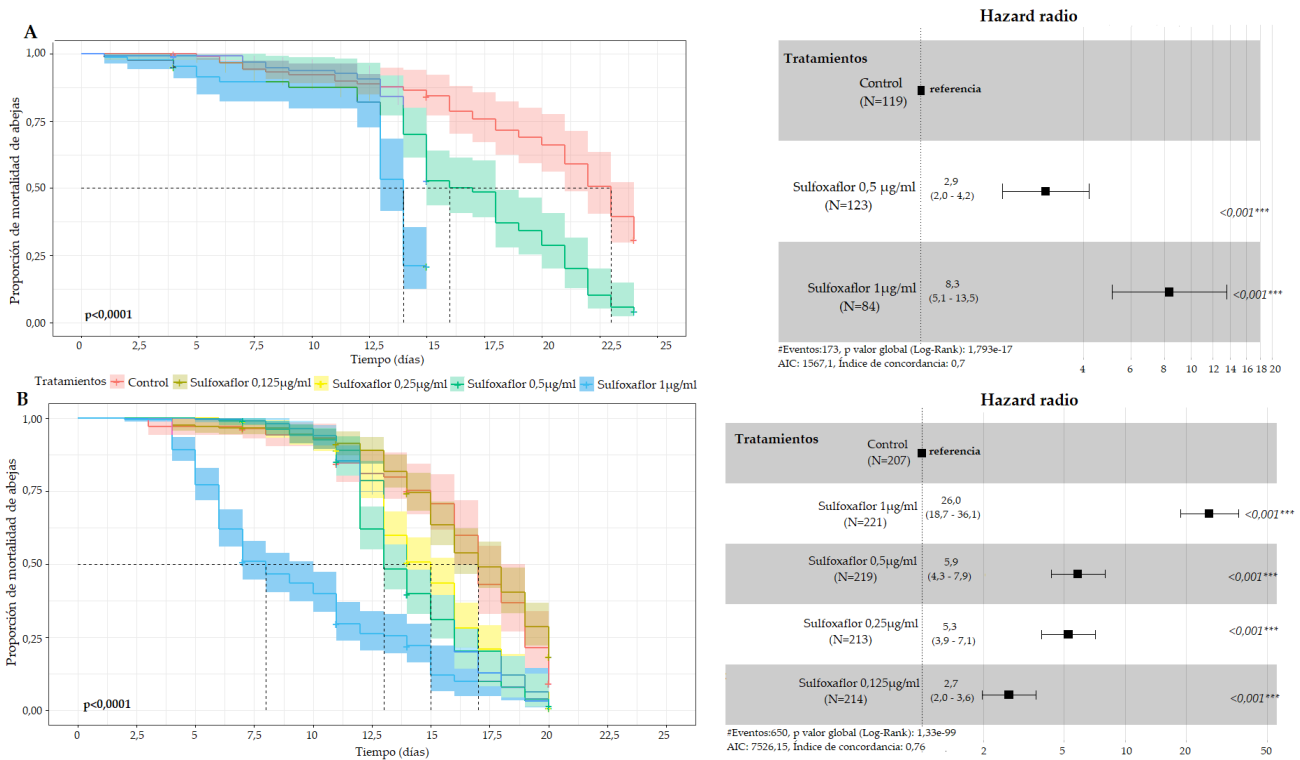 A
Proporción de mortalidad de abejas
1,00
0,75
0,50
0,25
0,00
p<0,0001
0 2,5 5 7,5 10 12,5 15 17,5 20 22,5 25
Tiempo (días)
Hazard radio
Tratamientos
Control
(N=119)
referencia
Sulfoxaflor 0,5 µg/ml
(N=123)
2,9
(2,0 - 4,2)
<0,001***
Sulfoxaflor 1µg/ml
(N=84)
8,3
(5,1 - 13,5)
<0,001***
#Eventos:173, p valor global (Log-Rank): 1,793e-17
AIC: 1567,1, Índice de concordancia: 0,7
4 6 8 10 12 14 16 18 20
Tratamientos Control Sulfoxaflor 0,125µg/ml Sulfoxaflor 0,25µg/ml Sulfoxaflor 0,5µg/ml Sulfoxaflor 1µg/ml
B
Proporción de mortalidad de abejas
1,00
0,75
0,50
0,25
0,00
p<0,0001
0 2,5 5 7,5 10 12,5 15 17,5 20 22,5 25
Tiempo (días)
Hazard radio
Tratamientos
Control
(N=207)
referencia
Sulfoxaflor 1µg/ml
(N=221)
26,0
(18,7 - 36,1)
<0,001***
Sulfoxaflor 0,5µg/ml
(N=219)
5,9
(4,3 - 7,9)
<0,001***
Sulfoxaflor 0,25µg/ml
(N=213)
5,3
(3,9 - 7,1)
<0,001***
Sulfoxaflor 0,125µg/ml
(N=214)
2,7
(2,0 - 3,6)
<0,001***
#Eventos:650, p valor global (Log-Rank): 1,33e-99
AIC: 7526,15, Índice de concordancia: 0,76
2 5 10 20 50